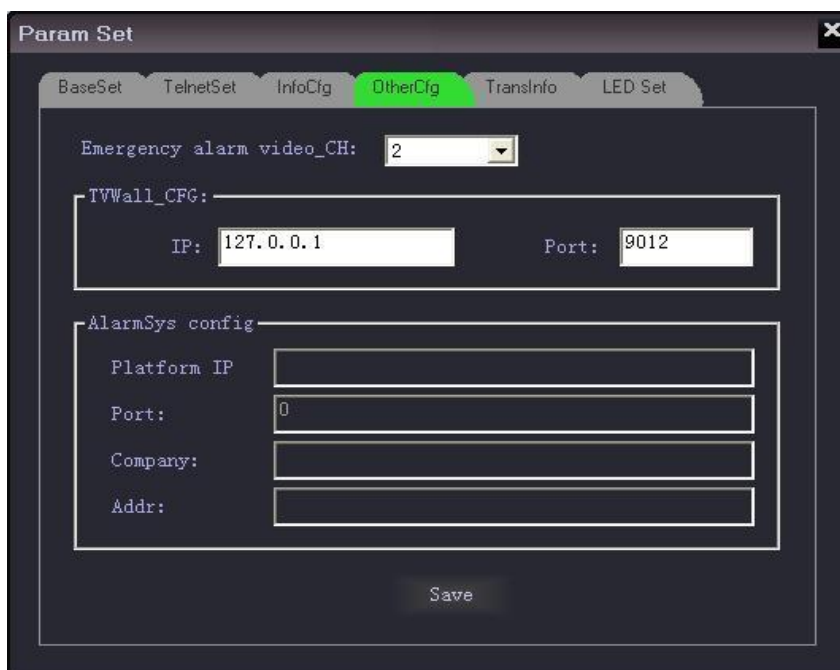 Param Set
BaseSet TelnetSet InfoCfg OtherCfg TransInfo LED Set
Emergency alarm video_CH: 2
TVWall_CFG:
IP: 127.0.0.1 Port: 9012
AlarmSys config
Platform IP
Port: 0
Company:
Addr:
Save